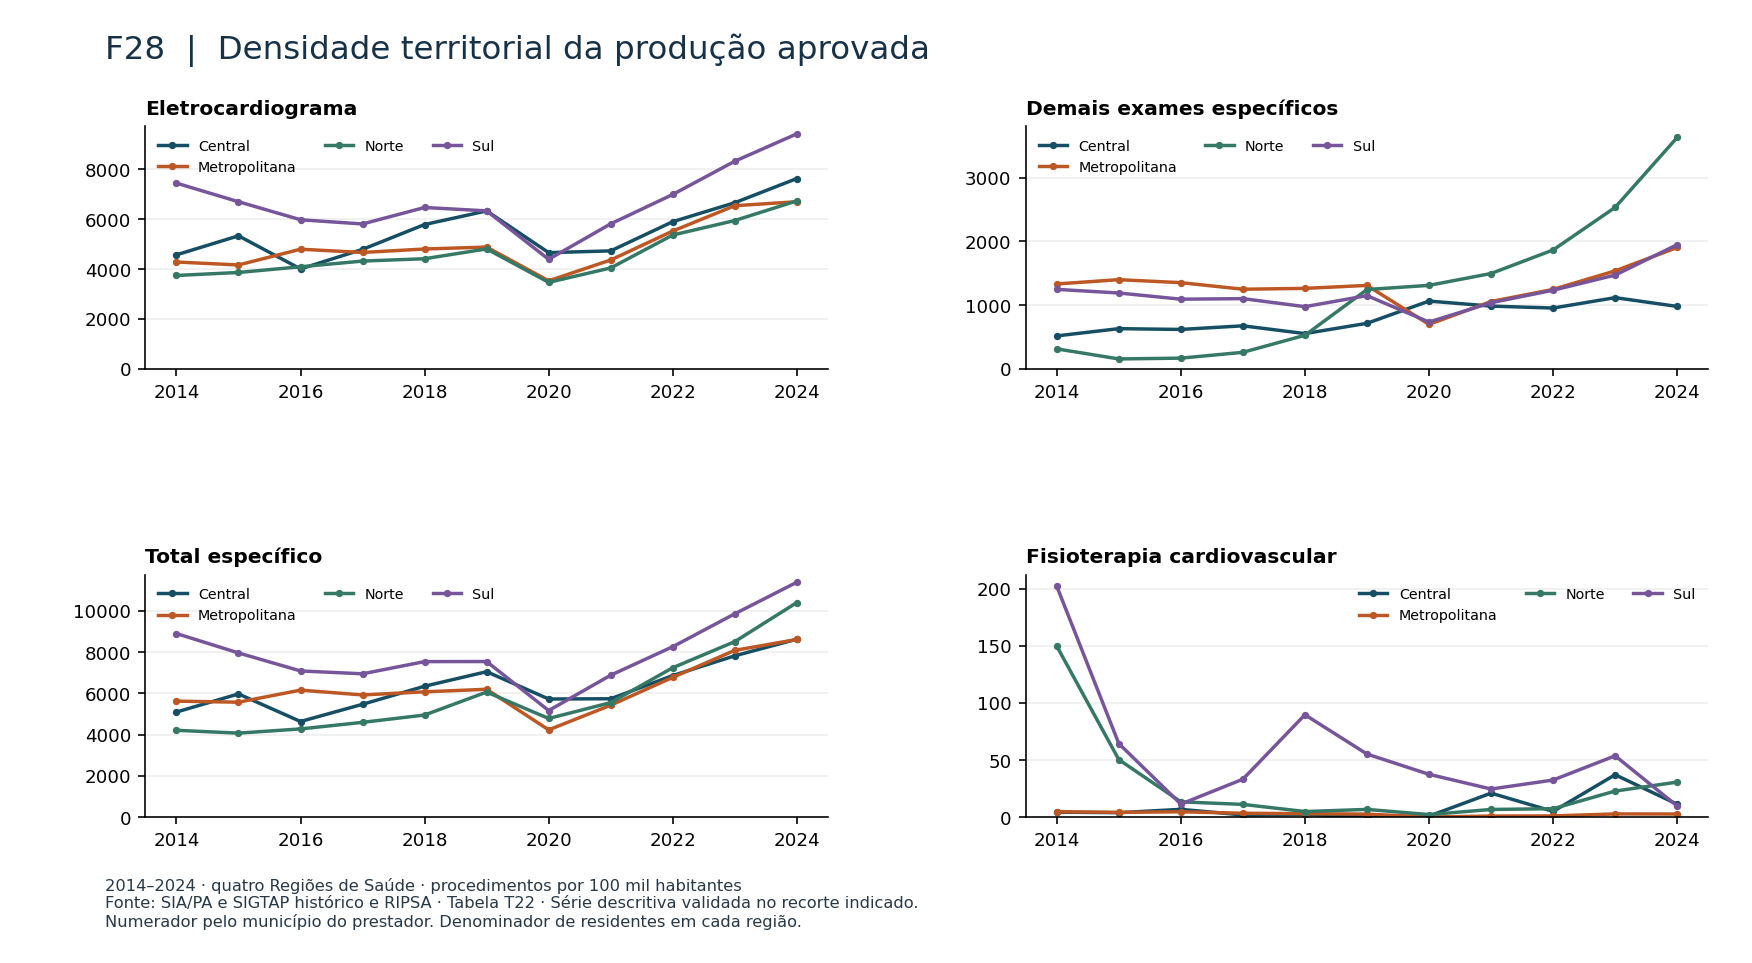 F28 | Densidade territorial da produção aprovada
Eletrocardiograma
Central
Norte
Sul
Metropolitana
8000
6000
4000
2000
0
2014 2016 2018 2020 2022 2024
Demais exames específicos
Central
Norte
Sul
Metropolitana
3000
2000
1000
0
2014 2016 2018 2020 2022 2024
Total específico
Central
Norte
Sul
Metropolitana
10000
8000
6000
4000
2000
0
2014 2016 2018 2020 2022 2024
Fisioterapia cardiovascular
Central
Norte
Sul
Metropolitana
200
150
100
50
0
2014 2016 2018 2020 2022 2024
2014–2024 · quatro Regiões de Saúde · procedimentos por 100 mil habitantes
Fonte: SIA/PA e SIGTAP histórico e RIPSA · Tabela T22 · Série descritiva validada no recorte indicado.
Numerador pelo município do prestador. Denominador de residentes em cada região.